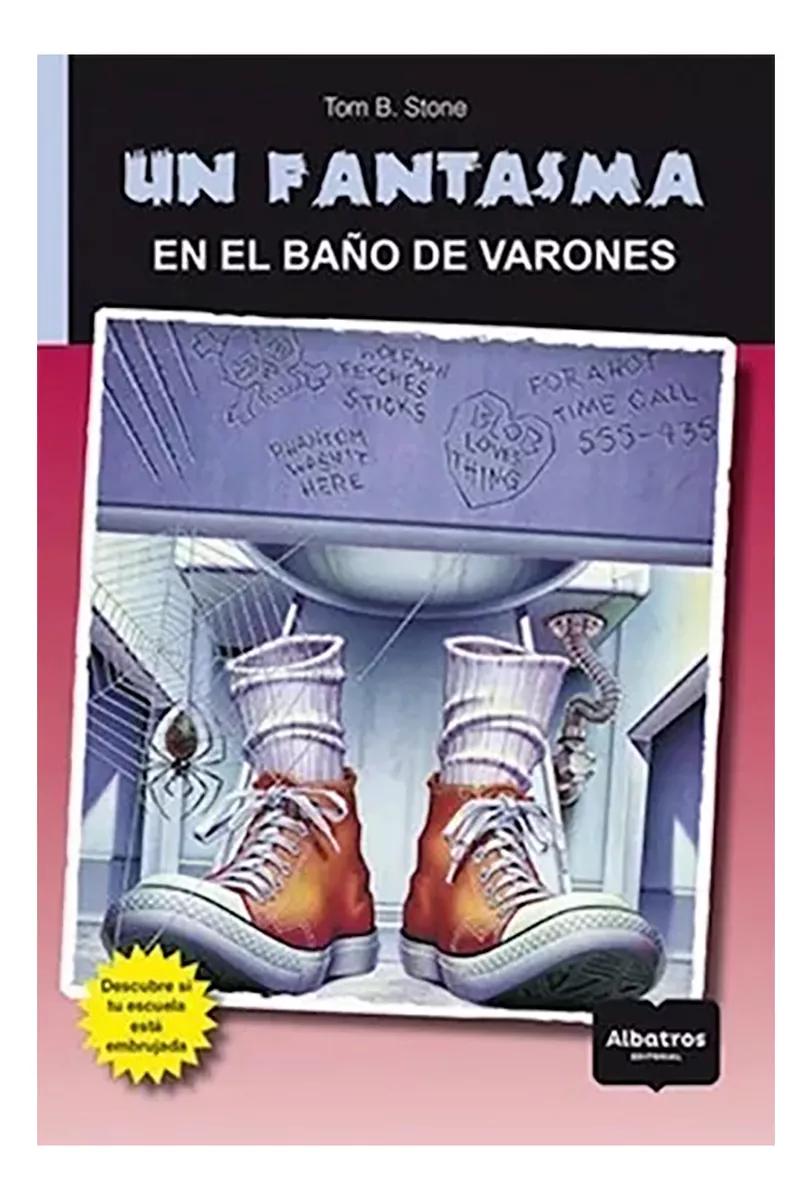 Tom B. Stone
UN FANTASMA
EN EL BAÑO DE VARONES
WOLFMAN
FETCHES
STICKS
PHANTOM
WASN'T
HERE
BLOB
LOVES
THING
FOR A HOT
TIME CALL
555-435
Descubre si
tu escuela
está
embrujada
Albatros
EDITORIAL